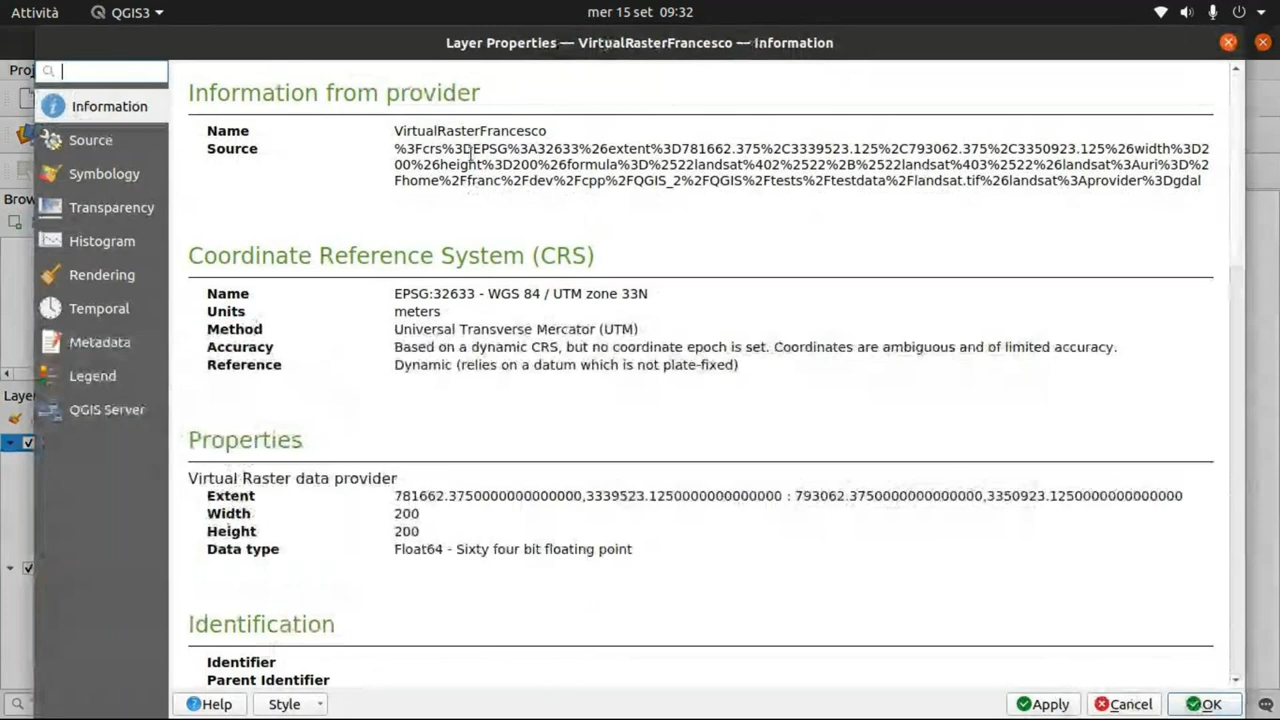 Attività QGIS3 mer 15 set 09:32
Layer Properties — VirtualRasterFrancesco — Information
Proj
Information
Source
Symbology
Transparency
Histogram
Rendering
Temporal
Metadata
Legend
QGIS Server
Brow
Layer
Information from provider
Name VirtualRasterFrancesco
Source %3Fcrs%3DEPSG%3A32633%26extent%3D781662.375%2C3339523.125%2C793062.375%2C3350923.125%26width%3D2
00%26height%3D200%26formula%3D%2522landsat%402%2522%2B%2522landsat%403%2522%26landsat%3Auri%3D%2
Fhome%2Ffranc%2Fdev%2Fcpp%2FQGIS_2%2FQGIS%2Ftests%2Ftestdata%2Flandsat.tif%26landsat%3Aprovider%3Dgdal
Coordinate Reference System (CRS)
Name EPSG:32633 - WGS 84 / UTM zone 33N
Units meters
Method Universal Transverse Mercator (UTM)
Accuracy Based on a dynamic CRS, but no coordinate epoch is set. Coordinates are ambiguous and of limited accuracy.
Reference Dynamic (relies on a datum which is not plate-fixed)
Properties
Virtual Raster data provider
Extent 781662.3750000000000000,3339523.1250000000000000 : 793062.3750000000000000,3350923.1250000000000000
Width 200
Height 200
Data type Float64 - Sixty four bit floating point
Identification
Identifier
Parent Identifier
Help Style Apply Cancel OK